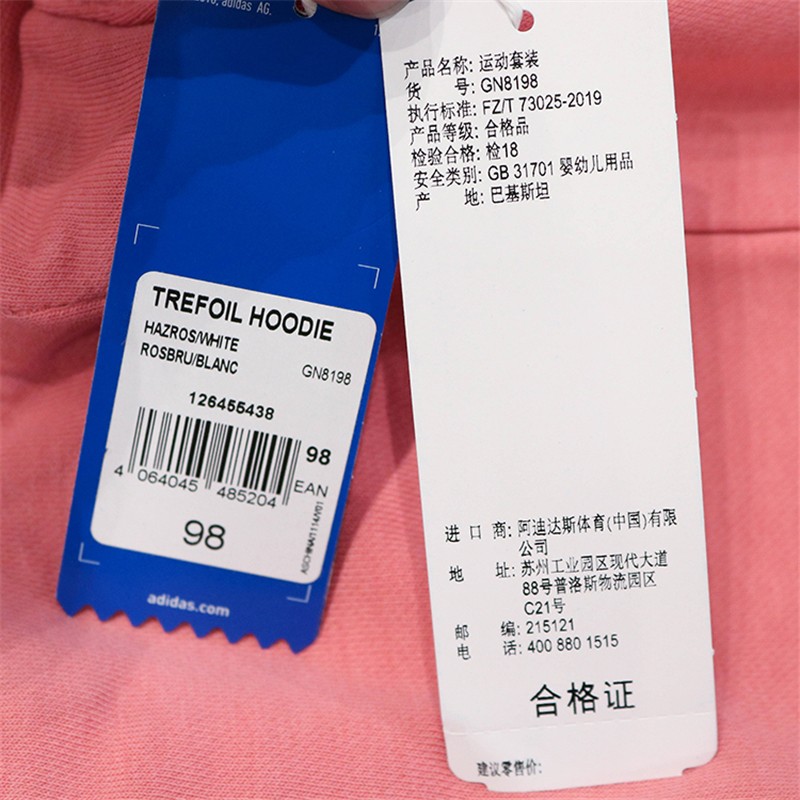 adidas AG.
TREFOIL HOODIE
HAZROS/WHITE
ROSBRU/BLANC
GN8198
126455438
98
4 064045 485204
EAN
98
adidas.com
产品名称: 运动套装
货 号: GN8198
执行标准: FZ/T 73025-2019
产品等级: 合格品
检验合格: 检18
安全类别: GB 31701 婴幼儿用品
产 地: 巴基斯坦
进 口 商: 阿迪达斯体育(中国)有限
公司
地 址: 苏州工业园区现代大道
88号普洛斯物流园区
C21号
邮 编: 215121
电 话: 400 880 1515
合格证
建议零售价: